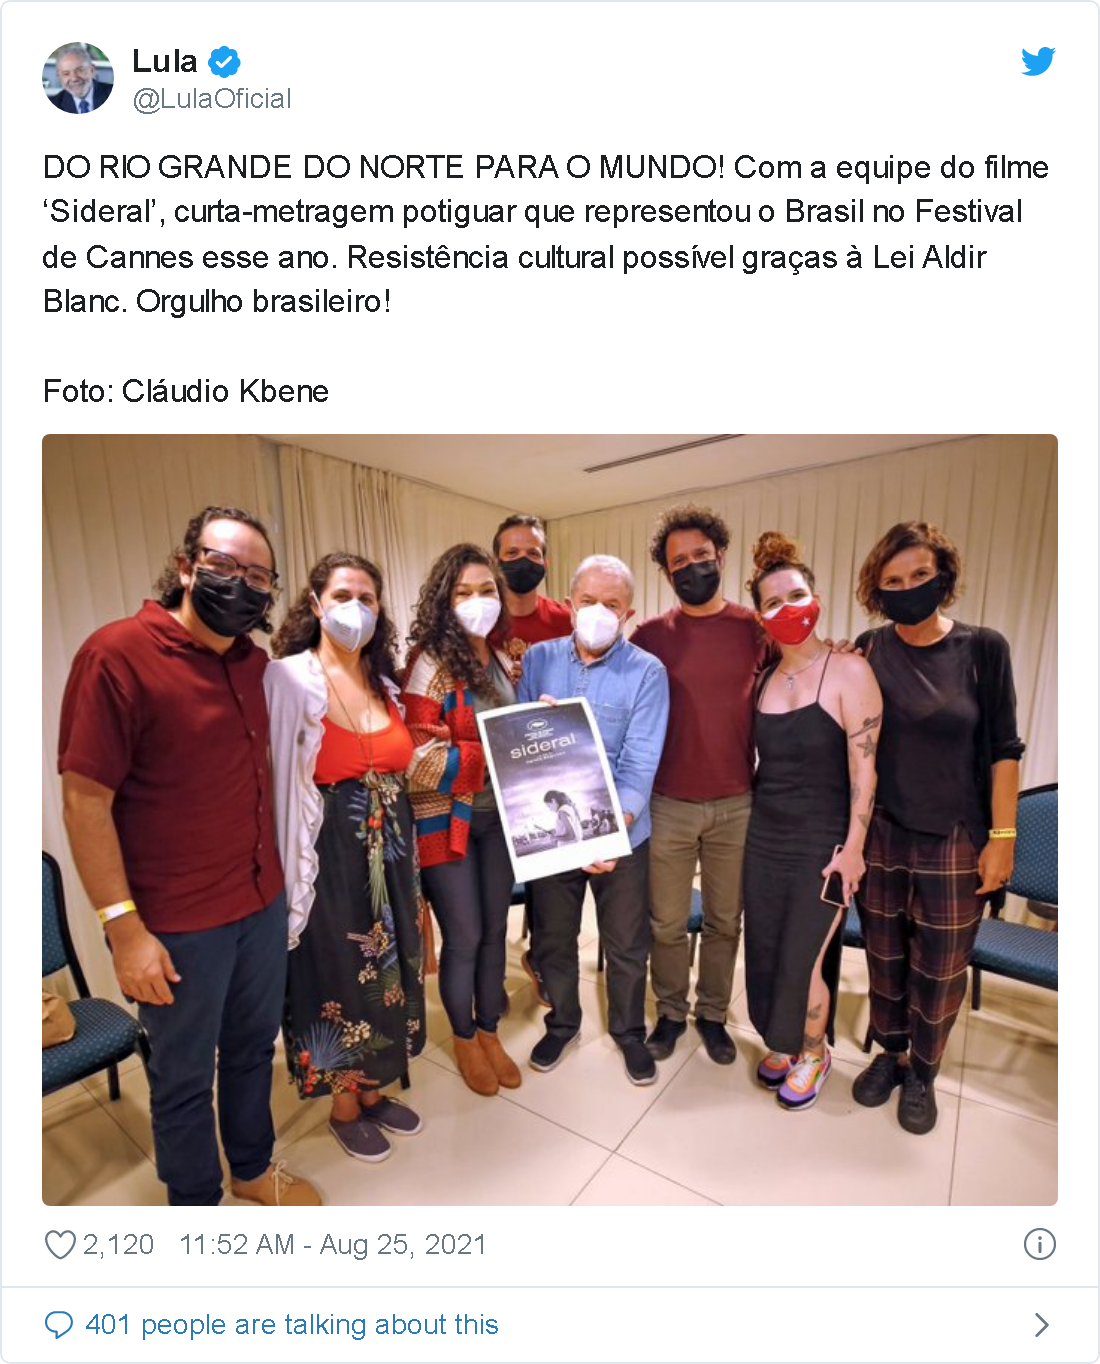 Lula
@LulaOficial
DO RIO GRANDE DO NORTE PARA O MUNDO! Com a equipe do filme
‘Sideral’, curta-metragem potiguar que representou o Brasil no Festival
de Cannes esse ano. Resistência cultural possível graças à Lei Aldir
Blanc. Orgulho brasileiro!
Foto: Cláudio Kbene
sideral
2,120 11:52 AM - Aug 25, 2021
401 people are talking about this